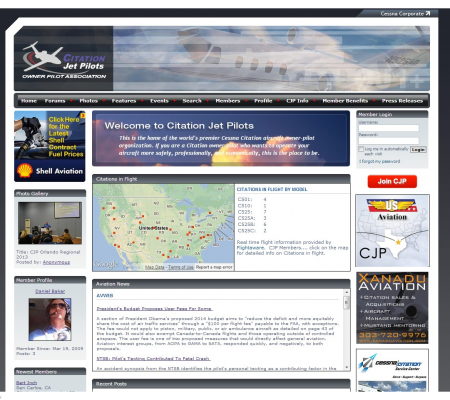 Cessna Corporate
CITATION
Jet Pilots
OWNER PILOT ASSOCIATION
Home Forums Photos Features Events Search Members Profile CJP Info Member Benefits Press Releases
Click Here
for the
Latest
Shell
Contract
Fuel Prices
Shell Aviation
Welcome to Citation Jet Pilots
This is the home of the world's premier Cessna Citation aircraft owner-pilot
organization. If you are a Citation owner-pilot who wants to operate your
aircraft more safely, professionally, and economically, this is the place to be.
Member Login
Username:
Password:
Log me in automatically
each visit
Login
I forgot my password
Join CJP
Photo Gallery
Title: CJP Orlando Regional
2013
Posted by: Anonymous
Citations in Flight
United States
Google
Map Data Terms of Use Report a map error
CITATIONS IN FLIGHT BY MODEL
C501: 4
C510: 1
C525: 7
C25A: 3
C25B: 6
C25C: 2
Real time flight information provided by
Flightaware. CJP Members... click on the map
for detailed info on Citations in flight.
US
Aviation
CJP
Member Profile
Daniel Baker
Member Since: Mar 19, 2009
Posts: 3
Aviation News
AVWEB
President's Budget Proposes User Fees For Some
A section of President Obama's proposed 2014 budget aims to "reduce the deficit and more equitably
share the cost of air traffic services" through a "$100 per flight fee" payable to the FAA, with exceptions.
The fee would not apply to piston, military, public, or air ambulance aircraft as detailed on page 42 of
the budget. It would also exempt Canada-to-Canada flights and those operating outside of controlled
airspace. The user fee is one of two proposed measures that would directly affect general aviation.
Aviation interest groups, from AOPA to GAMA to NATA, responded quickly, and negatively, to both
proposals.
NTSB: Pilot's Texting Contributed To Fatal Crash
An accident synopsis from the NTSB identifies the pilot's personal texting as a contributing factor in the
XANADU
AVIATION
CITATION SALES &
ACQUISITIONS
AIRCRAFT
MANAGEMENT
MUSTANG MENTORING
Newest Members
Bert Inch
San Carlos, CA
Recent Posts
CESSNA CITATION
Service Center